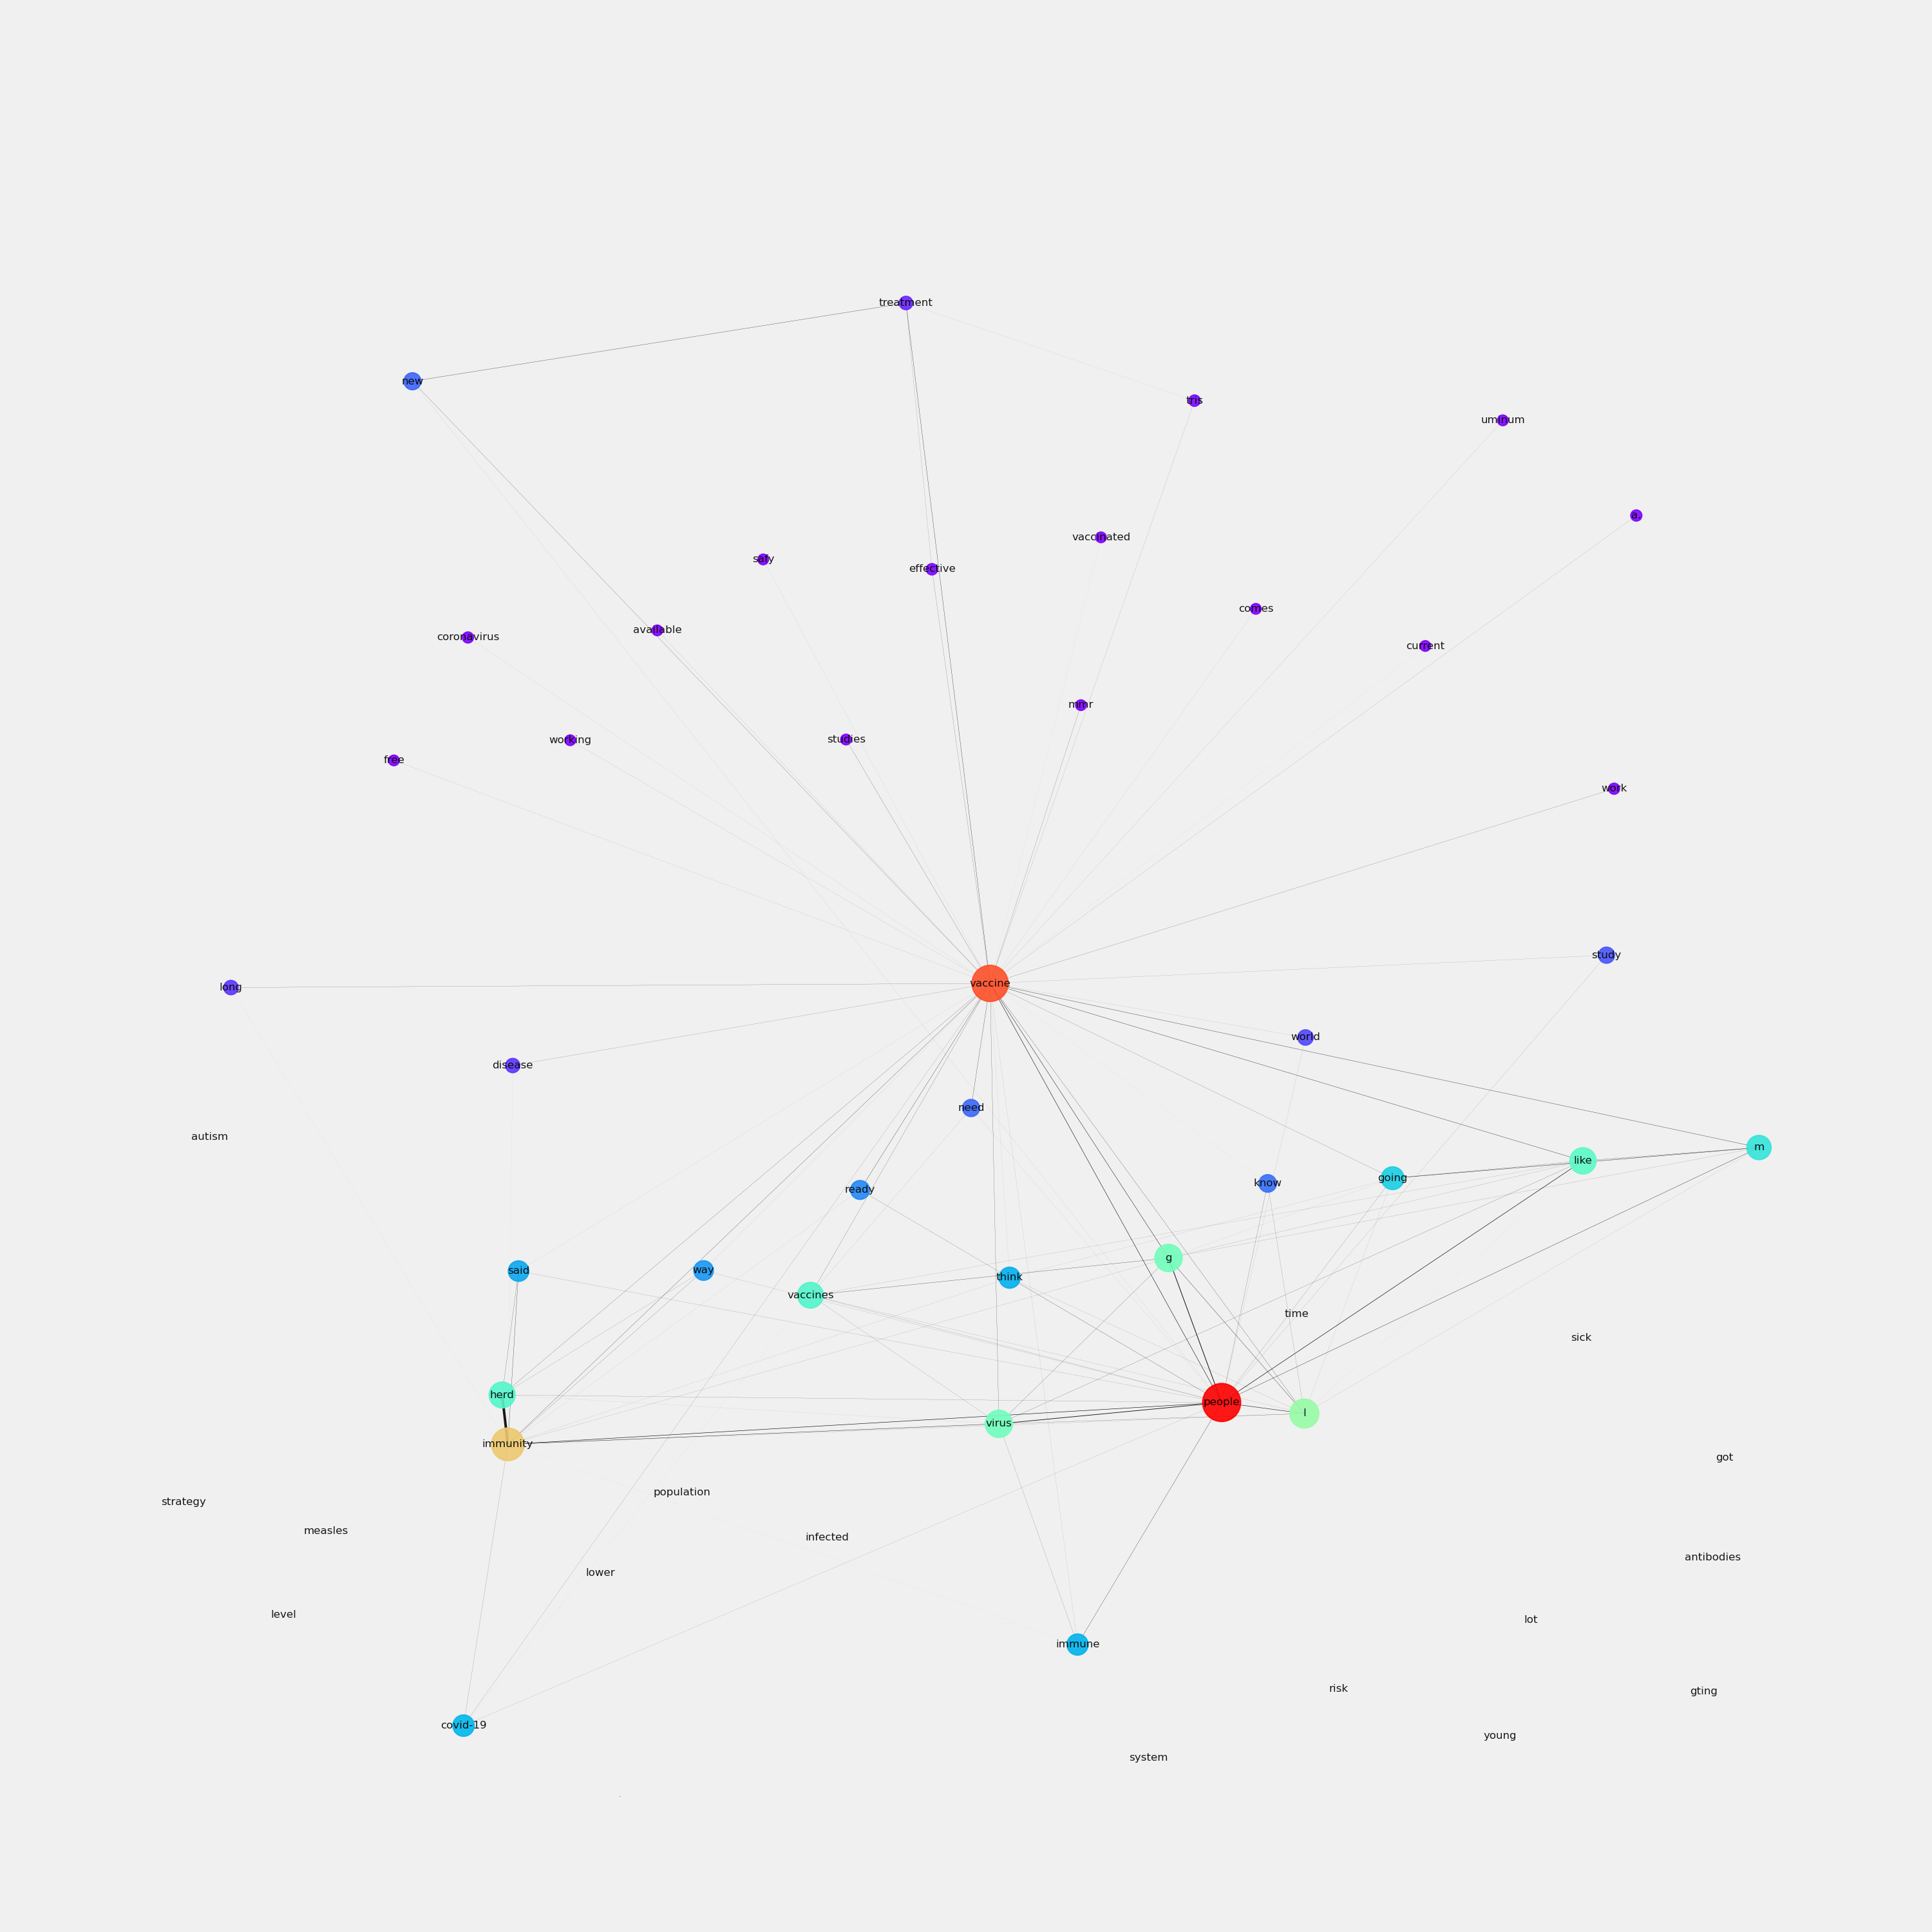 treatment
new
tris
uminum
a.
vaccinated
safy
effective
comes
available
coronavirus
current
mmr
studies
working
free
work
study
vaccine
long
world
disease
need
autism
m
like
going
know
ready
g
said
way
think
vaccines
time
sick
herd
people
l
virus
immunity
got
population
strategy
measles
infected
antibodies
lower
level
lot
immune
risk
gting
covid-19
young
system